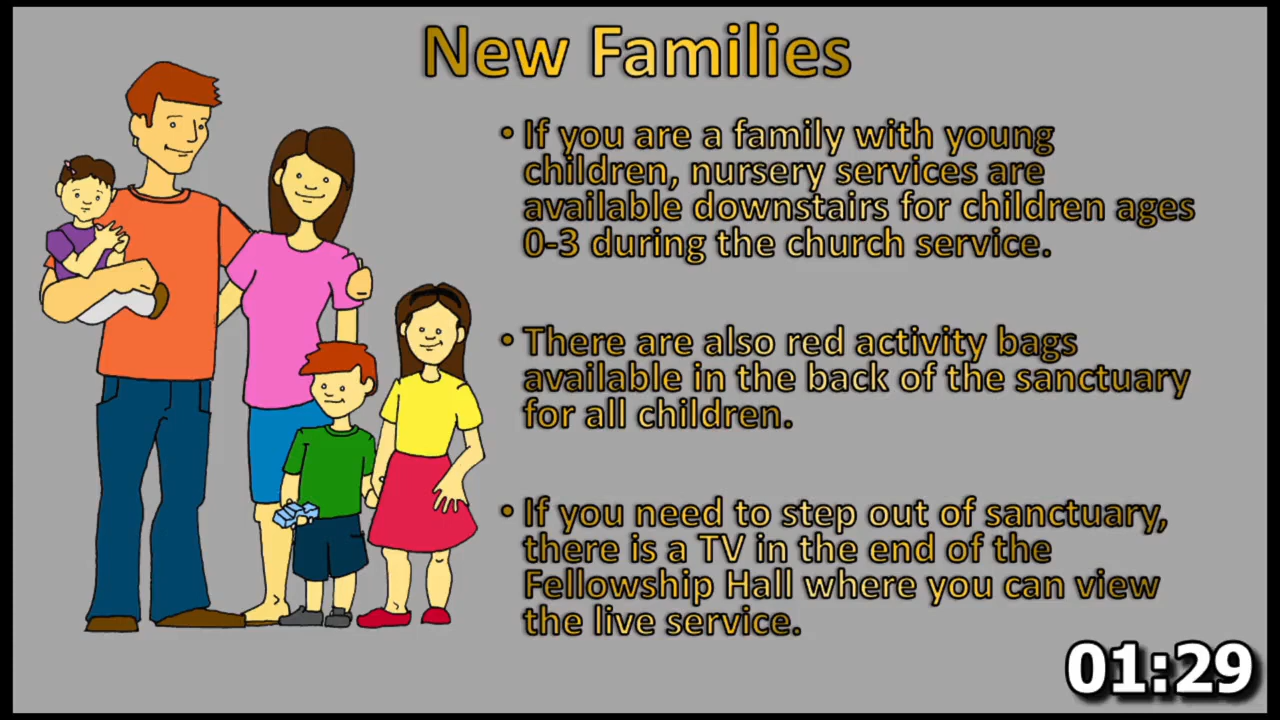 New Families
• If you are a family with young
children, nursery services are
available downstairs for children ages
0-3 during the church service.
• There are also red activity bags
available in the back of the sanctuary
for all children.
• If you need to step out of sanctuary,
there is a TV in the end of the
Fellowship Hall where you can view
the live service.
01:29